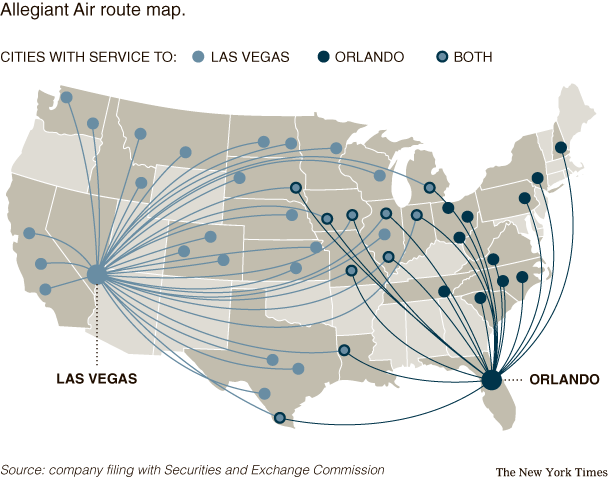 Allegiant Air route map.
CITIES WITH SERVICE TO: LAS VEGAS ORLANDO BOTH
LAS VEGAS
ORLANDO
Source: company filing with Securities and Exchange Commission
The New York Times